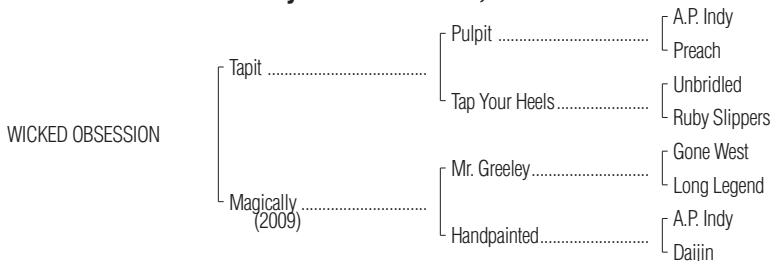 A.P. Indy
Pulpit
Preach
Tapit
Unbridled
Tap Your Heels
Ruby Slippers
WICKED OBSESSION
Gone West
Mr. Greeley
Long Legend
Magically
(2009)
A.P. Indy
Handpainted
Daijin